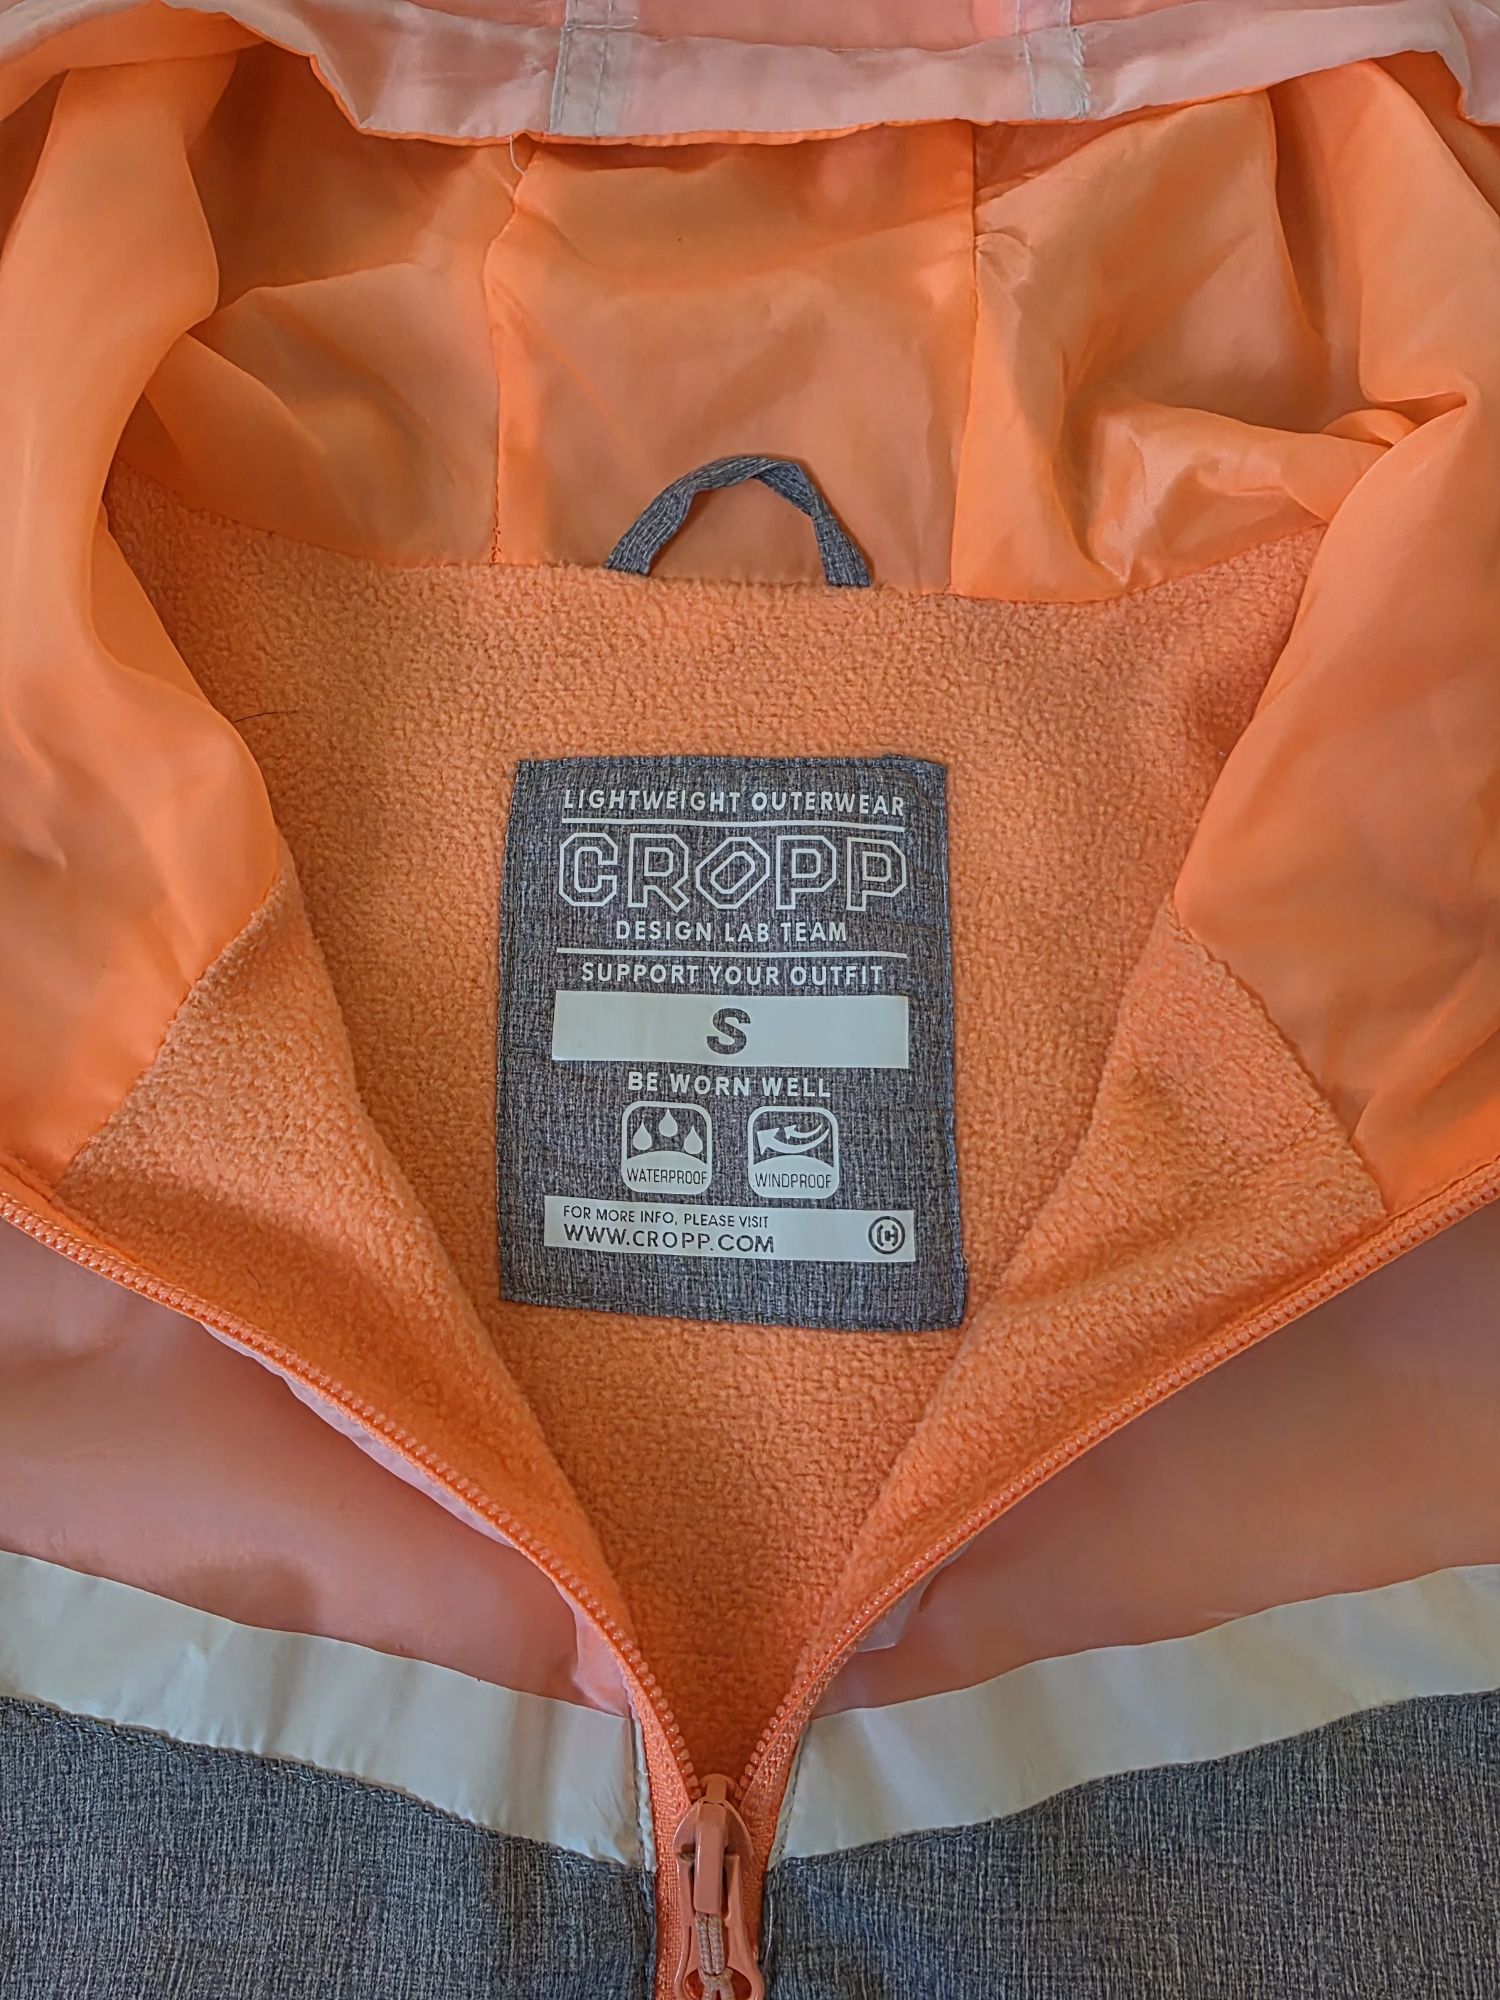 LIGHTWEIGHT OUTERWEAR
CROPP
DESIGN LAB TEAM
SUPPORT YOUR OUTFIT
S
BE WORN WELL
WATERPROOF WINDPROOF
FOR MORE INFO, PLEASE VISIT
WWW.CROPP.COM
(C)